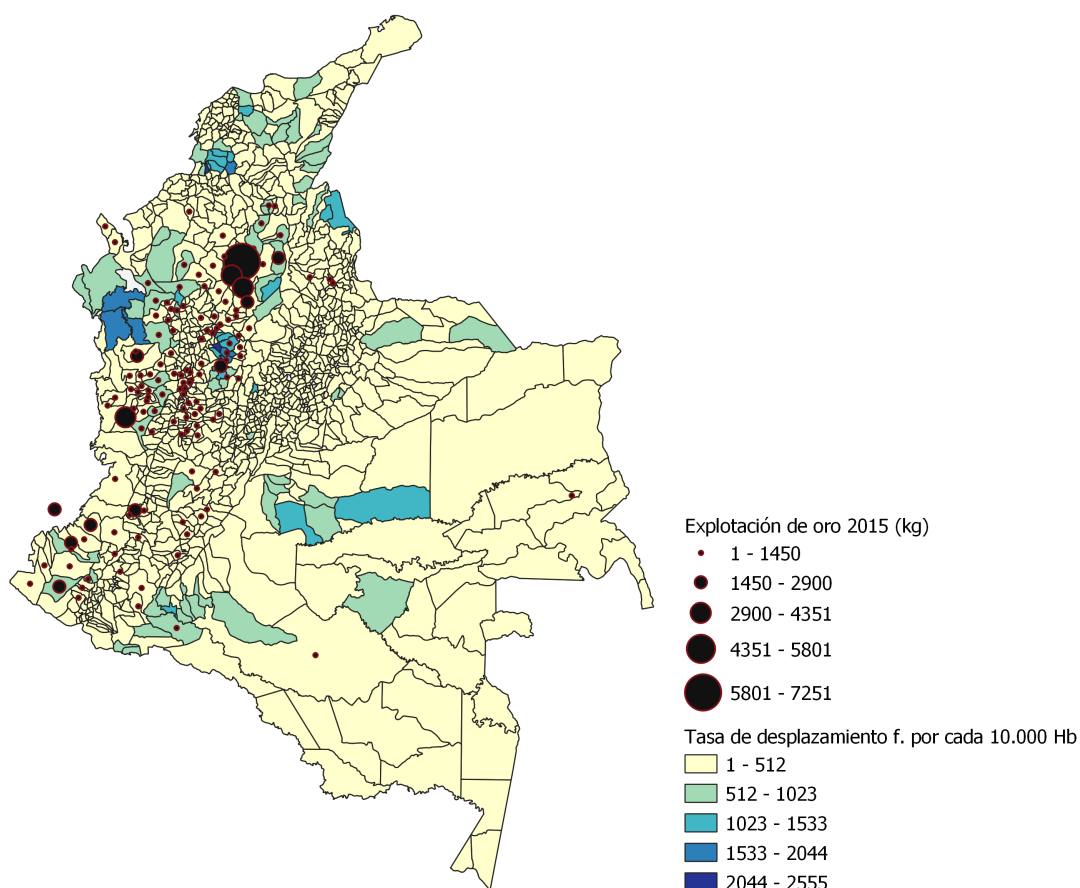 Explotación de oro 2015 (kg)
1 - 1450
1450 - 2900
2900 - 4351
4351 - 5801
5801 - 7251
Tasa de desplazamiento f. por cada 10.000 Hb
1 - 512
512 - 1023
1023 - 1533
1533 - 2044
2044 - 2555